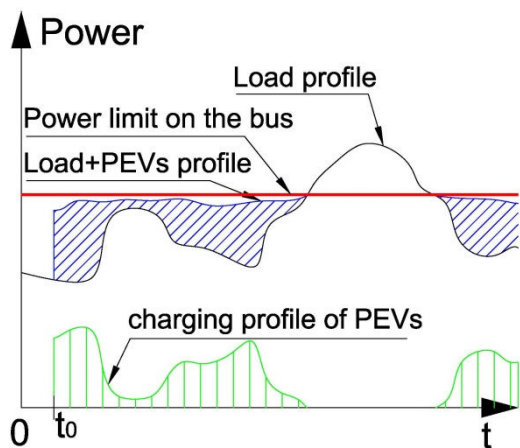 Power
Load profile
Power limit on the bus
Load+PEVs profile
charging profile of PEVs
0
t0
t